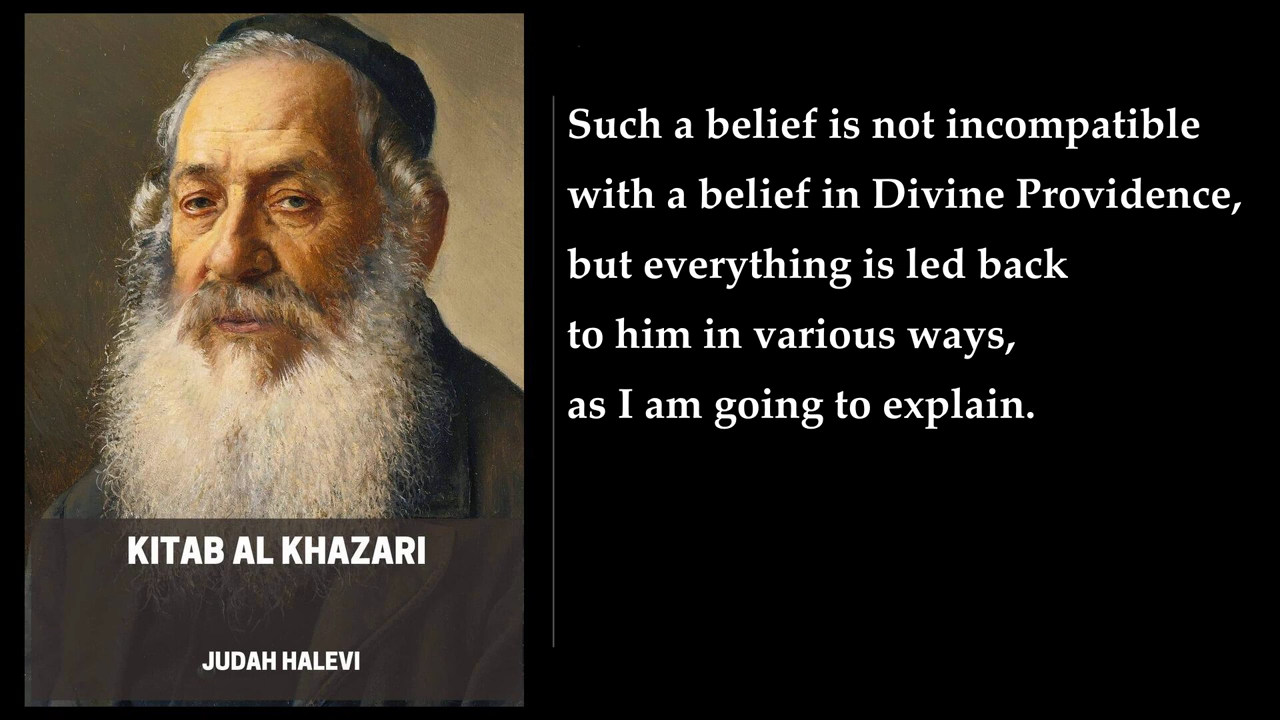 KITAB AL KHAZARI
JUDAH HALEVI
Such a belief is not incompatible
with a belief in Divine Providence,
but everything is led back
to him in various ways,
as I am going to explain.